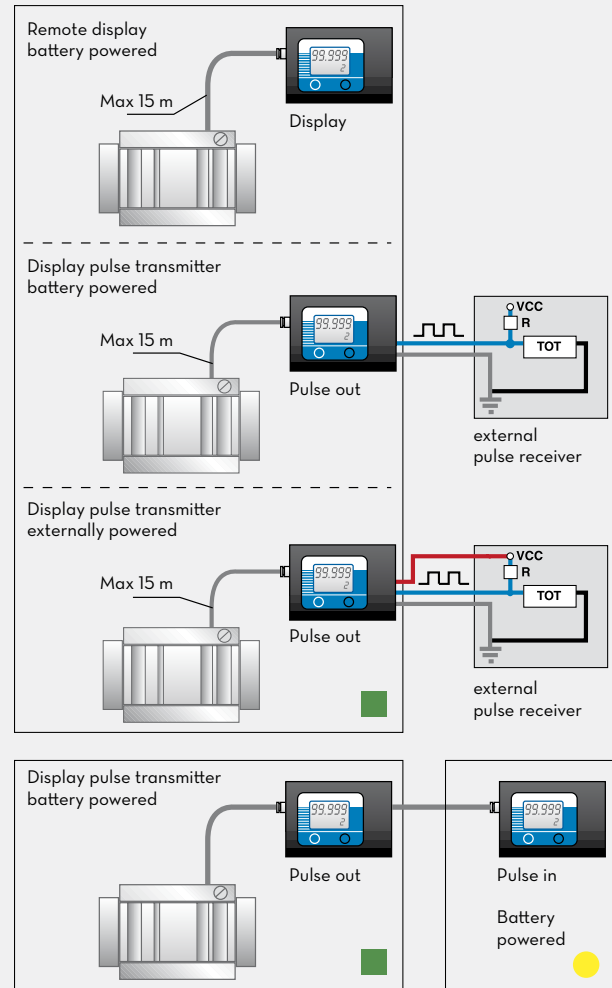 Remote display
battery powered
99.999
2
Max 15 m
Display
Display pulse transmitter
battery powered
99.999
2
Max 15 m
Pulse out
VCC
R
TOT
external
pulse receiver
Display pulse transmitter
externally powered
99.999
2
Max 15 m
Pulse out
VCC
R
TOT
external
pulse receiver
Display pulse transmitter
battery powered
99.999
2
Pulse out
99.999
2
Pulse in
Battery
powered